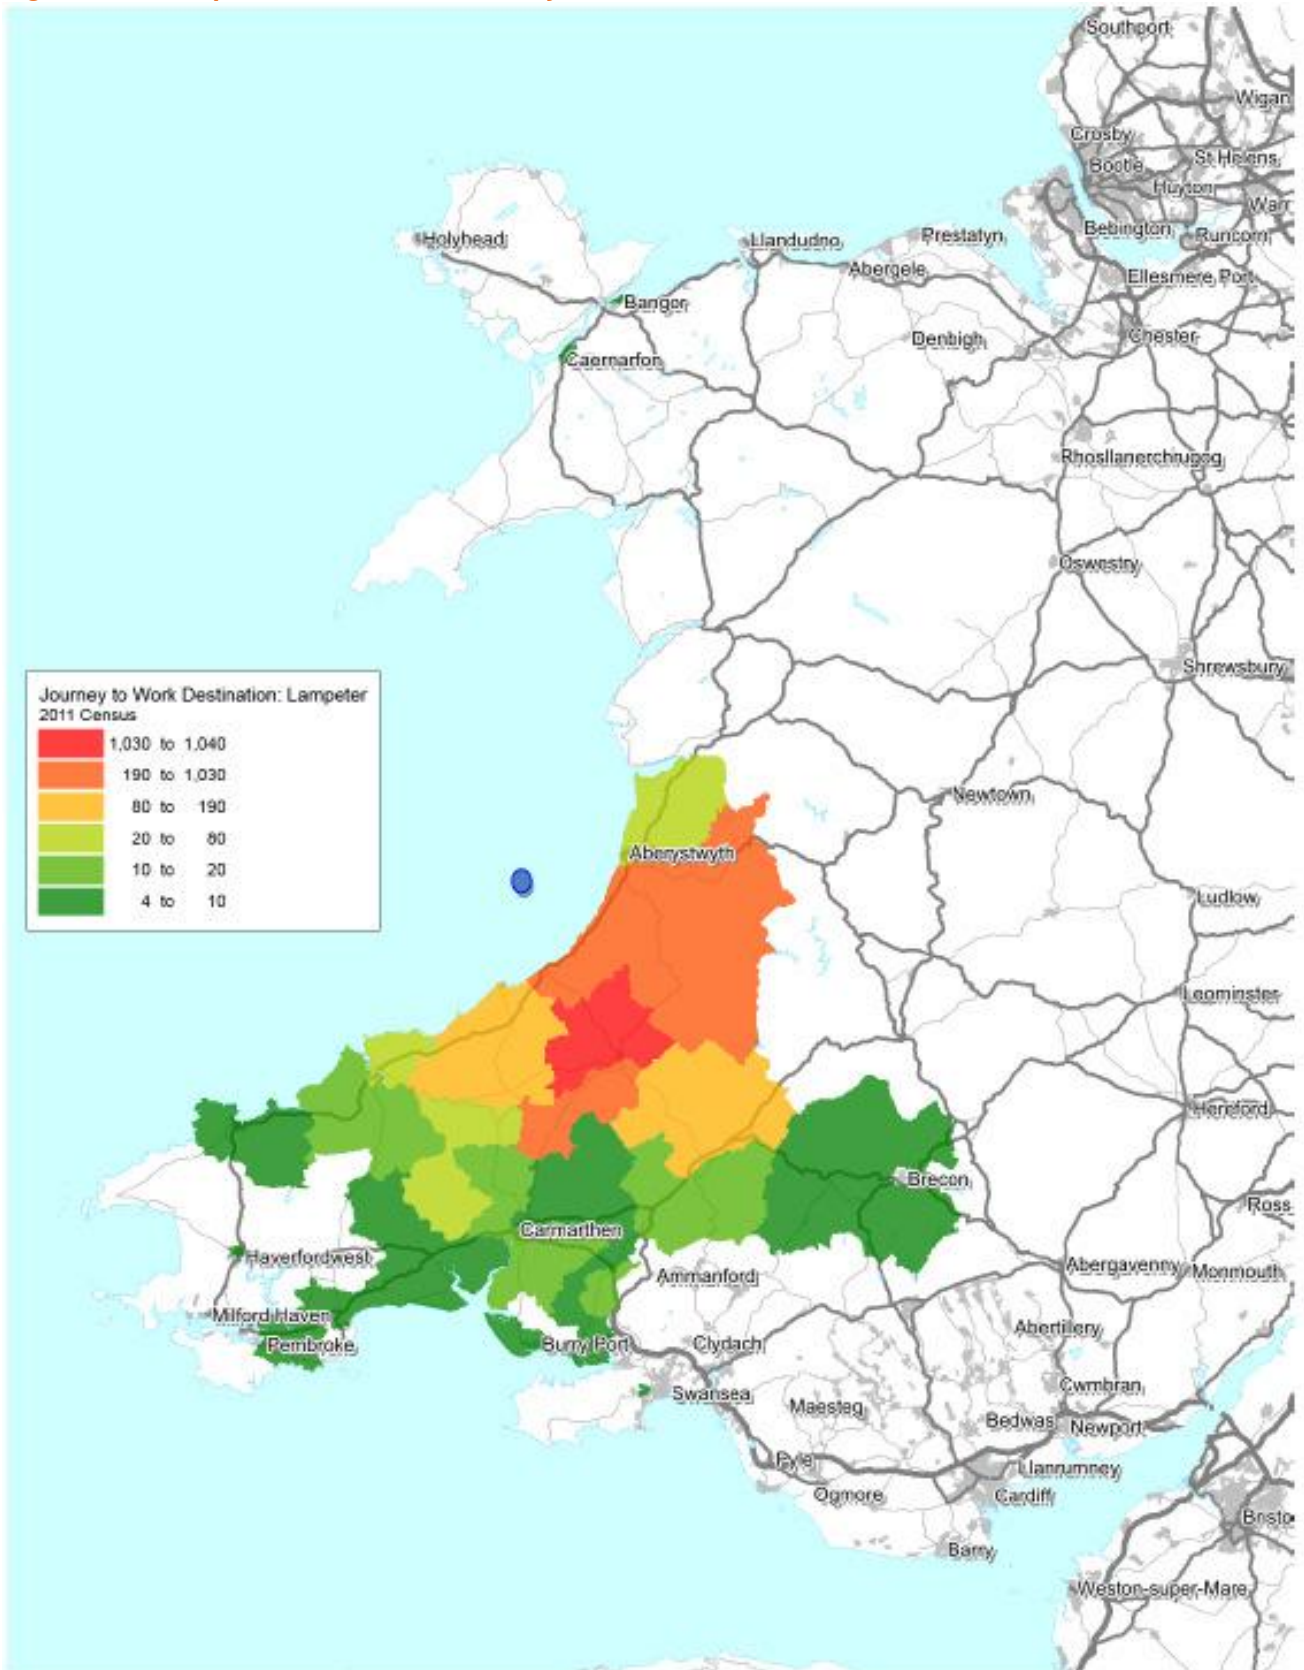 Southport
Wigan
Crosby
Bootle
St Helens
Huyton
Warr
Holyhead
Llandudno
Prestatyn
Bebington
Runcorn
Abergele
Ellesmere Port
Bangor
Denbigh
Chester
Caernarfon
Rhosllanerchrugog
Oswestry
Shrewsbury
Journey to Work Destination: Lampeter
2011 Census
1,030 to 1,040
190 to 1,030
80 to 190
20 to 80
10 to 20
4 to 10
Newtown
Aberystwyth
Ludlow
Leominster
Hereford
Brecon
Ross
Carmarthen
Haverfordwest
Abergavenny
Monmouth
Ammanford
Milford Haven
Abertillery
Pembroke
Burry Port
Clydach
Cwmbran
Swansea
Maesteg
Bedwas
Newport
Pyle
Llanrumney
Ogmore
Cardiff
Bristo
Barry
Weston-super-Mare